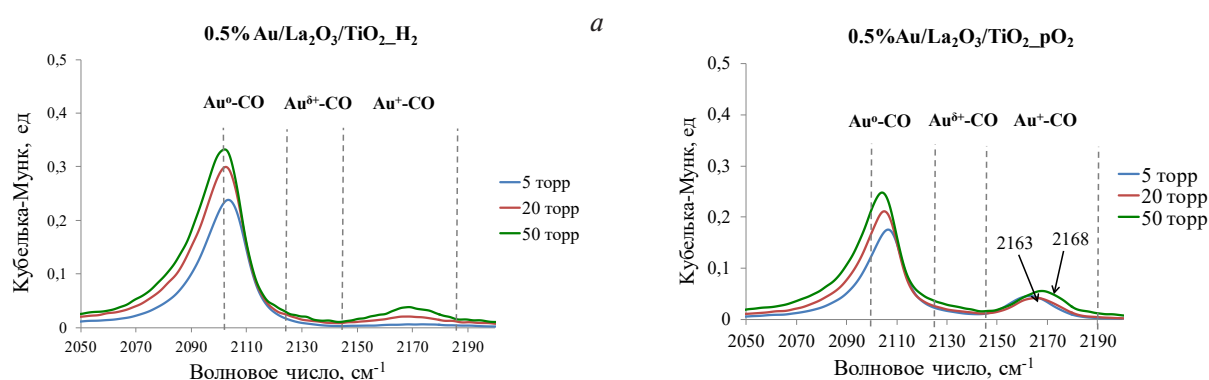 0.5% Au/La₂O₃/TiO₂_H₂
Кубелька-Мунк, ед
0,5
0,4
0,3
0,2
0,1
0
Auᵒ-CO Auᵟ⁺-CO Au⁺-CO
5 торр
20 торр
50 торр
2050 2070 2090 2110 2130 2150 2170 2190
Волновое число, см⁻¹
а
0.5%Au/La₂O₃/TiO₂_pO₂
Кубелька-Мунк, ед
0,5
0,4
0,3
0,2
0,1
0
Auᵒ-CO Auᵟ⁺-CO Au⁺-CO
2163 2168
5 торр
20 торр
50 торр
2050 2070 2090 2110 2130 2150 2170 2190
Волновое число, см⁻¹